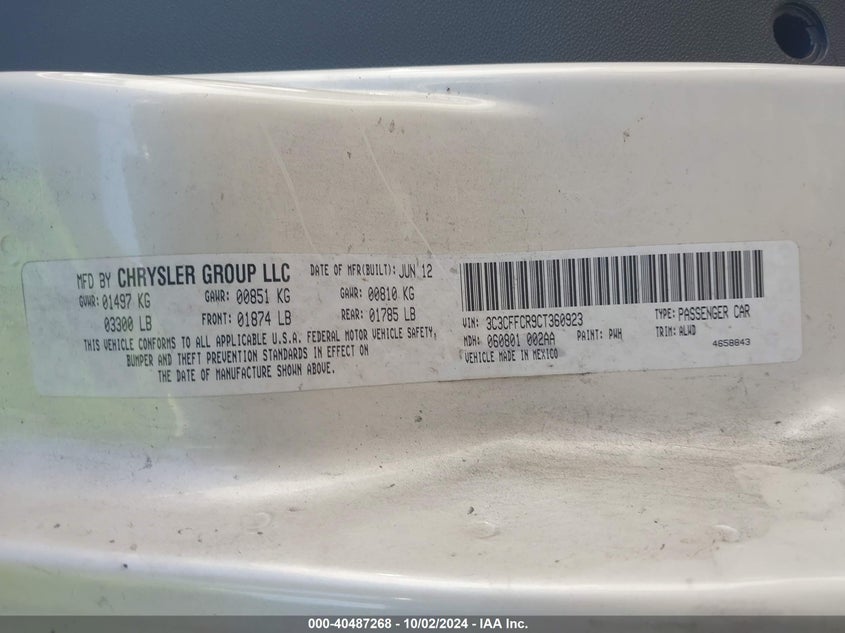 MFD BY CHRYSLER GROUP LLC DATE OF MFR(BUILT): JUN 12
GVWR: 01497 KG GAWR: 00851 KG GAWR: 00810 KG
03300 LB FRONT: 01874 LB REAR: 01785 LB
THIS VEHICLE CONFORMS TO ALL APPLICABLE U.S.A. FEDERAL MOTOR VEHICLE SAFETY,
BUMPER AND THEFT PREVENTION STANDARDS IN EFFECT ON
THE DATE OF MANUFACTURE SHOWN ABOVE.
VIN: 3C3CFFCR9CT360923 TYPE: PASSENGER CAR
MDH: 060801 002AA PAINT: PWH TRIM: ALWD
VEHICLE MADE IN MEXICO 4658843
000-40487268 - 10/02/2024 - IAA Inc.